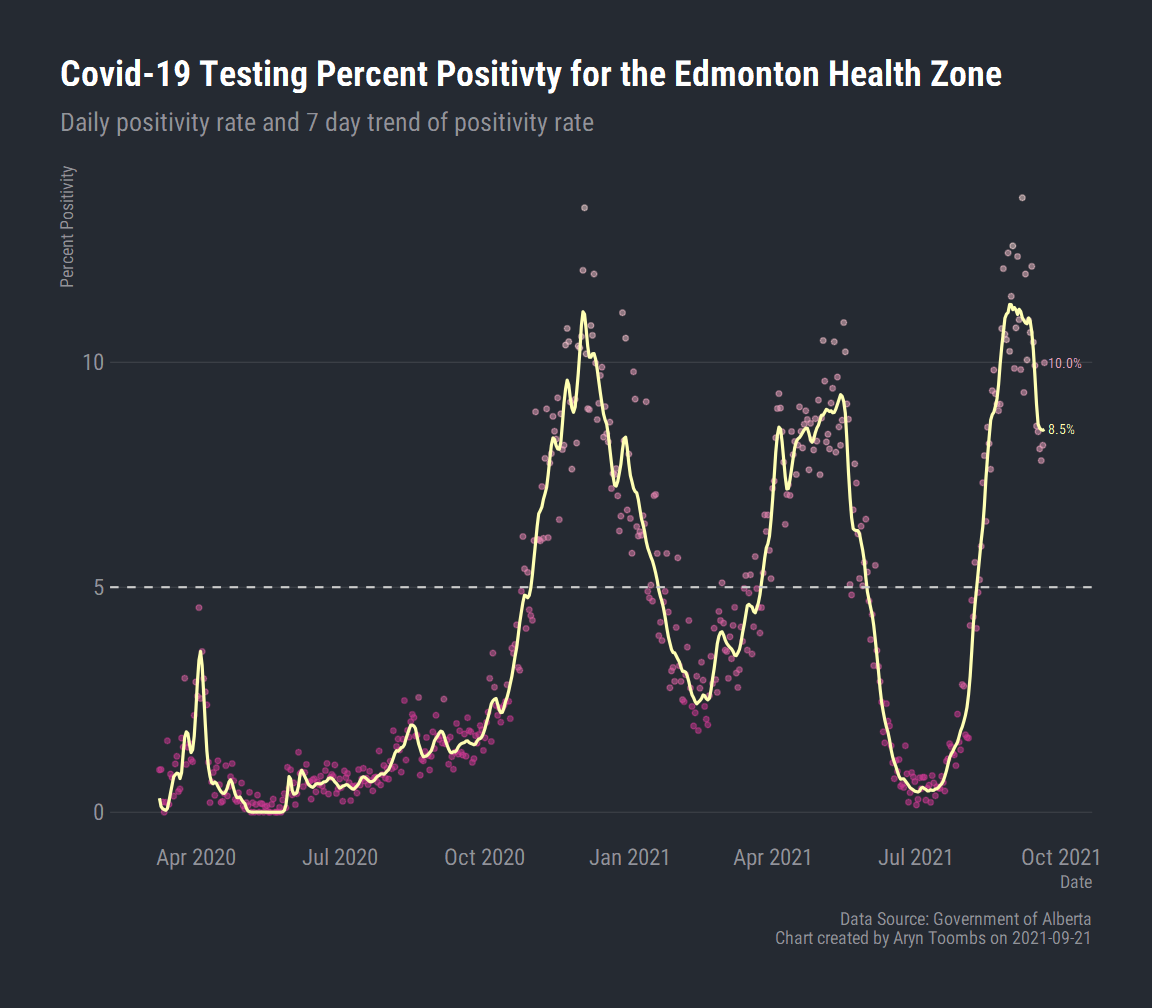 Covid-19 Testing Percent Positivty for the Edmonton Health Zone
Daily positivity rate and 7 day trend of positivity rate
Percent Positivity
10
10.0%
8.5%
5
0
Apr 2020
Jul 2020
Oct 2020
Jan 2021
Apr 2021
Jul 2021
Oct 2021
Date
Data Source: Government of Alberta
Chart created by Aryn Toombs on 2021-09-21